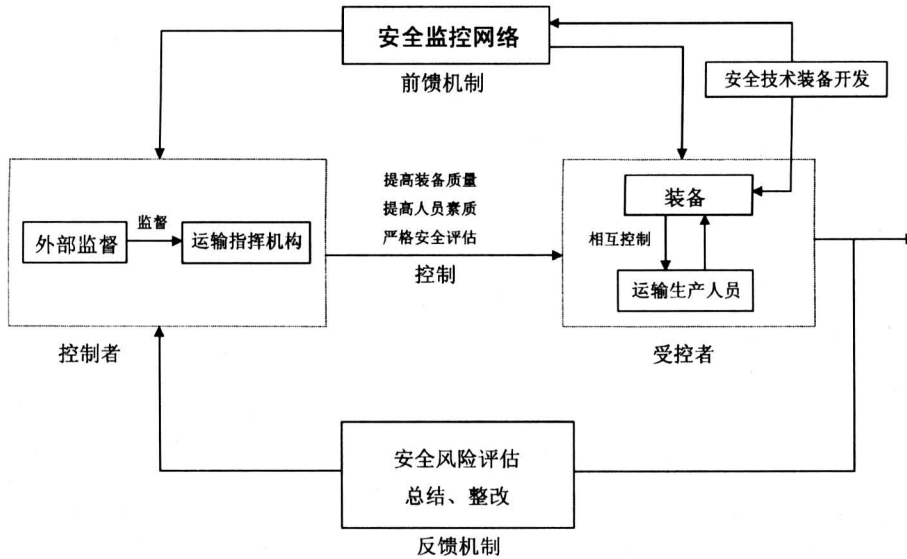 安全监控网络
前馈机制
安全技术装备开发
提高装备质量
提高人员素质
严格安全评估
控制
外部监督
监督
运输指挥机构
控制者
装备
相互控制
运输生产人员
受控者
安全风险评估
总结、整改
反馈机制